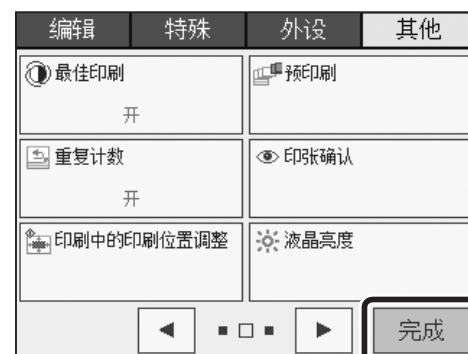 编辑 特殊 外设 其他
最佳印刷 预印刷
开
重复计数 印张确认
开
印刷中的印刷位置调整 液晶亮度
完成